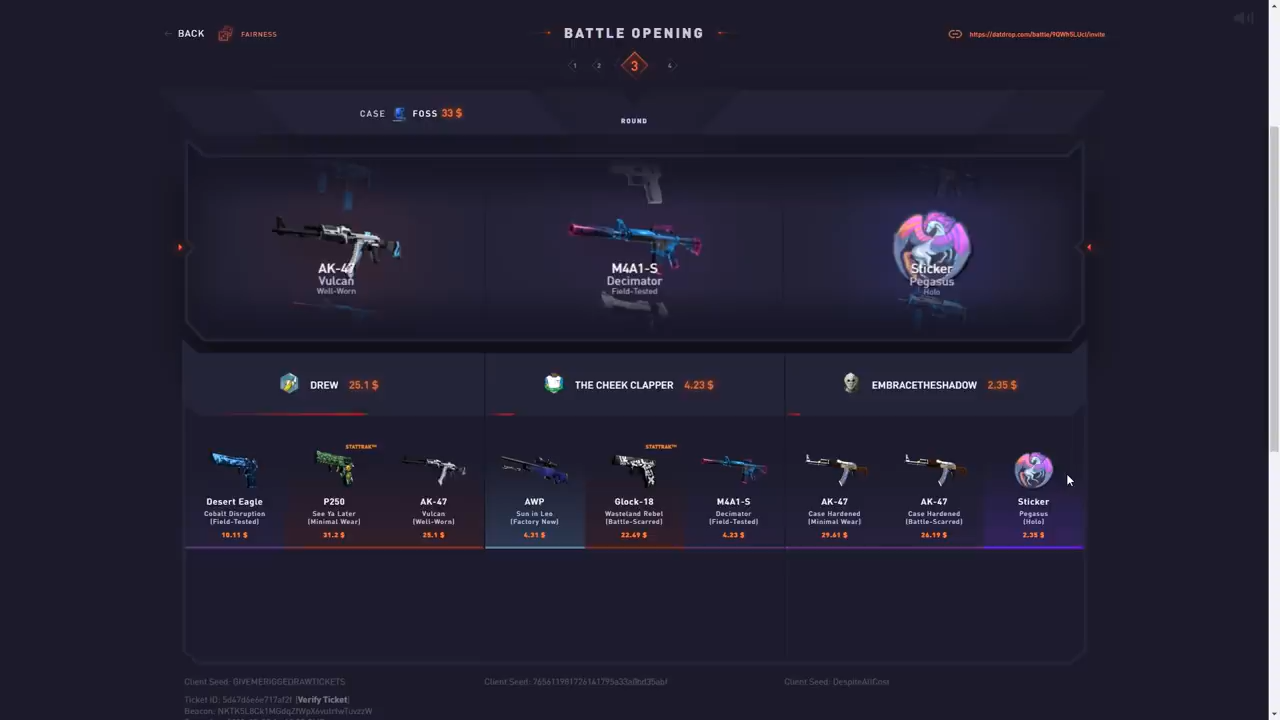 BACK
FAIRNESS
BATTLE OPENING
https://datdrop.com/battle/9QWh5LUcl/invite
1 2 3 4
CASE FOSS 33 $
ROUND
AK-47
Vulcan
Well-Worn
M4A1-S
Decimator
Field-Tested
Sticker
Pegasus
Holo
DREW 25.1 $
THE CHEEK CLAPPER 4.23 $
EMBRACETHESHADOW 2.35 $
Desert Eagle
Cobalt Disruption
(Field-Tested)
10.11 $
STATTRAK™
P250
See Ya Later
(Minimal Wear)
31.2 $
AK-47
Vulcan
(Well-Worn)
25.1 $
AWP
Sun in Leo
(Factory New)
4.31 $
STATTRAK™
Glock-18
Wasteland Rebel
(Battle-Scarred)
22.69 $
M4A1-S
Decimator
(Field-Tested)
4.23 $
AK-47
Case Hardened
(Minimal Wear)
29.61 $
AK-47
Case Hardened
(Battle-Scarred)
26.19 $
Sticker
Pegasus
(Holo)
2.35 $
Client Seed: GIVEMERIGGEDRAWTICKETS
Client Seed:
Client Seed: DespiteAllCost
Ticket ID: 5d47d6e6e717af2f [Verify Ticket]
Beacon: